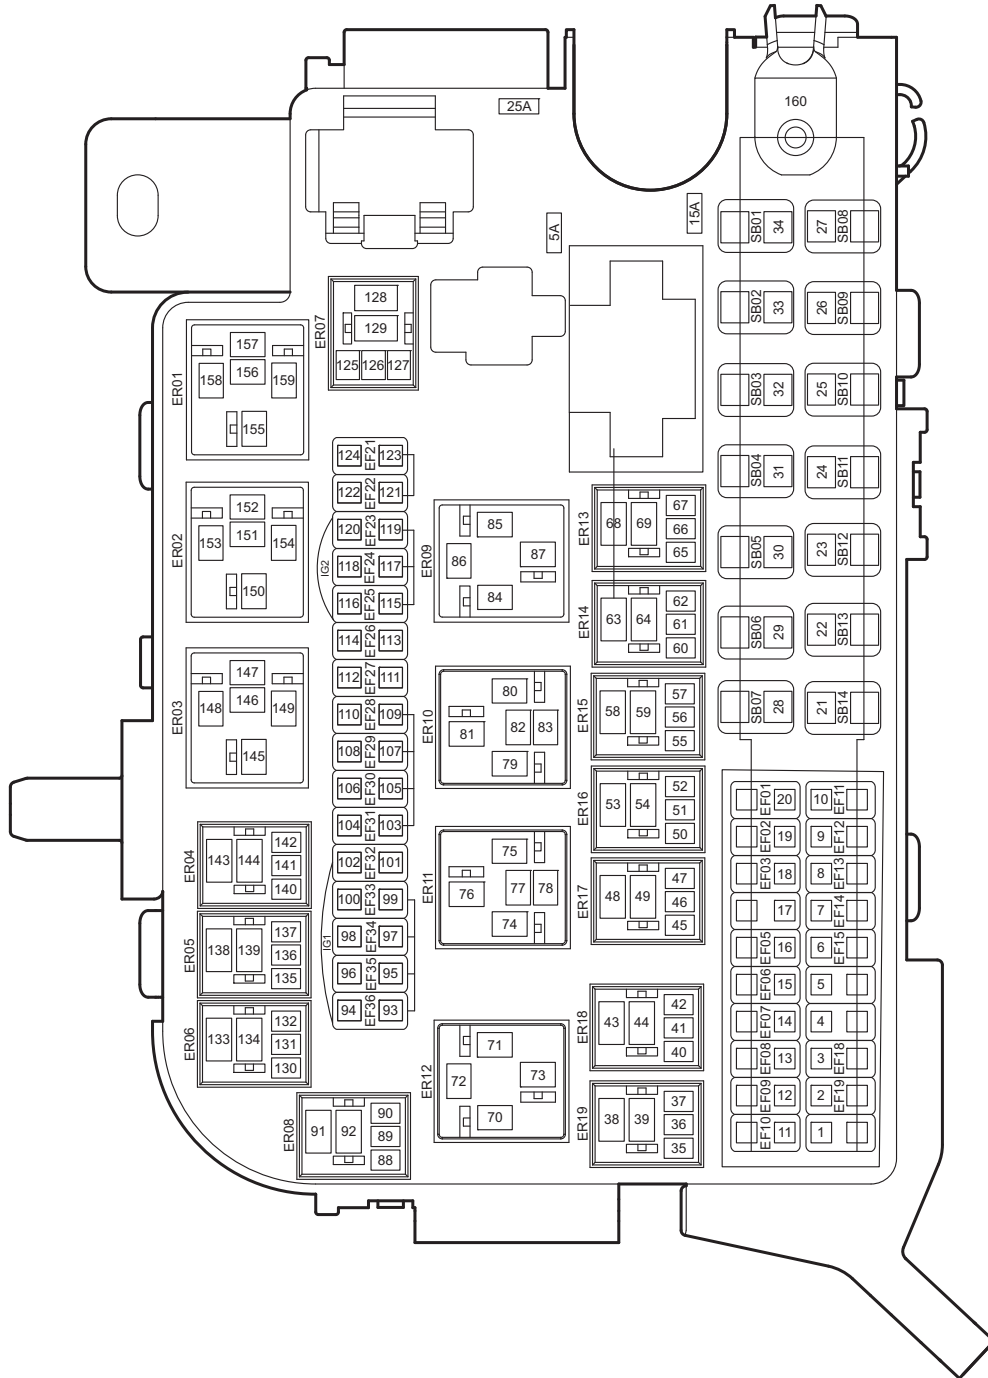 160
25A
15A
5A
SB01
34
27
SB08
SB02
33
26
SB09
SB03
32
25
SB10
SB04
31
24
SB11
SB05
30
23
SB12
SB06
29
22
SB13
SB07
28
21
SB14
ER07
128
129
125 126 127
ER01
157
158 156 159
155
ER02
152
153 151 154
150
ER03
147
148 146 149
145
124 EF21 123
122 EF22 121
120 EF23 119
118 EF24 117
116 EF25 115
IG2
114 EF26 113
112 EF27 111
110 EF28 109
108 EF29 107
106 EF30 105
104 EF31 103
102 EF32 101
100 EF33 99
98 EF34 97
96 EF35 95
94 EF36 93
IG1
ER09
85
86 87
84
ER10
80
81 82 83
79
ER11
75
76 77 78
74
ER12
71
72 73
70
ER13
68 69 67
66
65
ER14
63 64 62
61
60
ER15
58 59 57
56
55
ER16
53 54 52
51
50
ER17
48 49 47
46
45
ER18
43 44 42
41
40
ER19
38 39 37
36
35
ER04
143 144 142
141
140
ER05
138 139 137
136
135
ER06
133 134 132
131
130
ER08
91 92 90
89
88
EF01 20 10 EF11
EF02 19 9 EF12
EF03 18 8 EF13
17 7 EF14
EF05 16 6 EF15
EF06 15 5
EF07 14 4
EF08 13 3 EF18
EF09 12 2 EF19
EF10 11 1